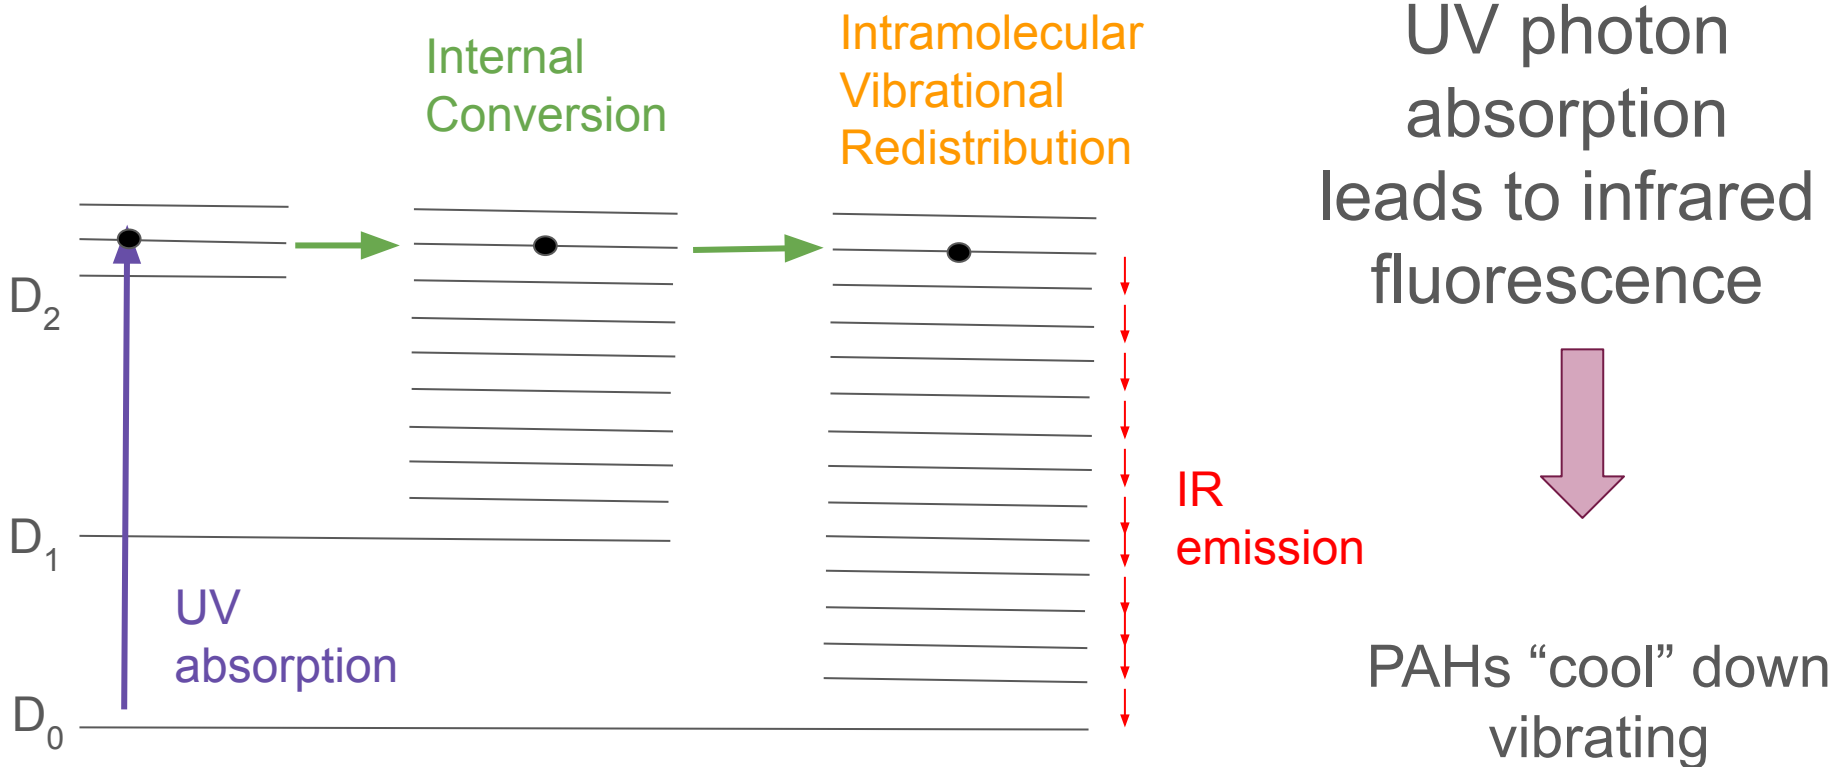 Internal
Conversion
Intramolecular
Vibrational
Redistribution
UV photon
absorption
leads to infrared
fluorescence
D₂
D₁
D₀
UV
absorption
IR
emission
PAHs “cool” down
vibrating